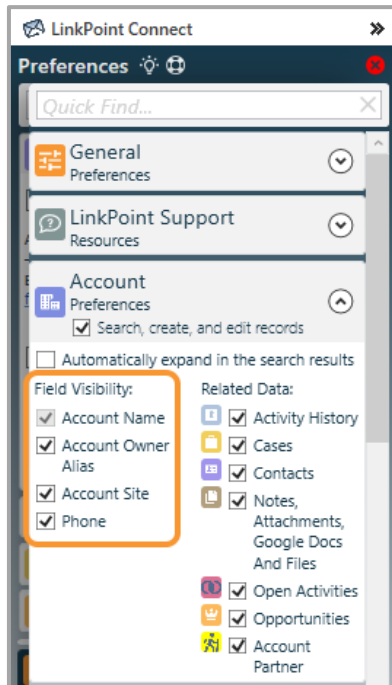 LinkPoint Connect
Preferences
Quick Find...
General
Preferences
LinkPoint Support
Resources
Account
Preferences
Search, create, and edit records
Automatically expand in the search results
Field Visibility:
Account Name
Account Owner
Alias
Account Site
Phone
Related Data:
Activity History
Cases
Contacts
Notes,
Attachments,
Google Docs
And Files
Open Activities
Opportunities
Account
Partner